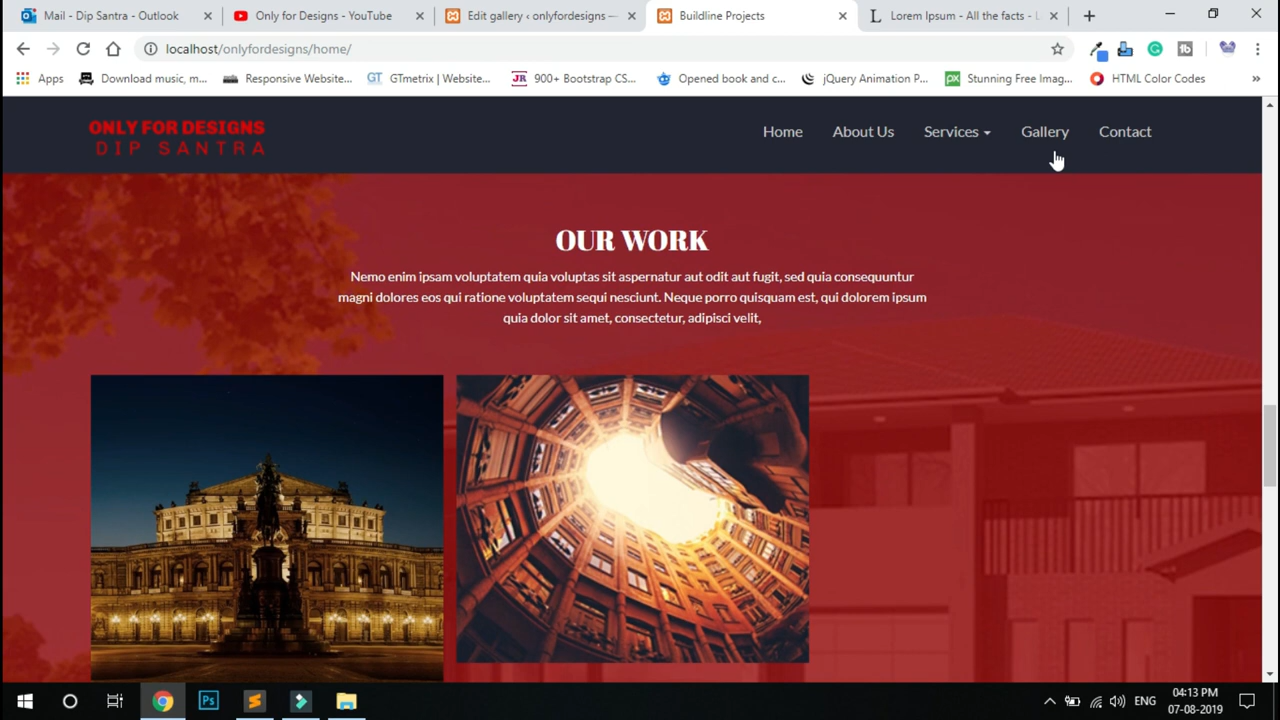 Mail - Dip Santra - Outlook
Only for Designs - YouTube
Edit gallery ‹ onlyfordesigns —
Buildline Projects
Lorem Ipsum - All the facts - L
localhost/onlyfordesigns/home/
Apps
Download music, m...
Responsive Website...
GT
GTmetrix | Website...
JR
900+ Bootstrap CS...
Opened book and c...
jQuery Animation P...
px
Stunning Free Imag...
HTML Color Codes
»
ONLY FOR DESIGNS
DIP SANTRA
Home
About Us
Services
Gallery
Contact
OUR WORK
Nemo enim ipsam voluptatem quia voluptas sit aspernatur aut odit aut fugit, sed quia consequuntur
magni dolores eos qui ratione voluptatem sequi nesciunt. Neque porro quisquam est, qui dolorem ipsum
quia dolor sit amet, consectetur, adipisci velit,
Ps
ENG
04:13 PM
07-08-2019